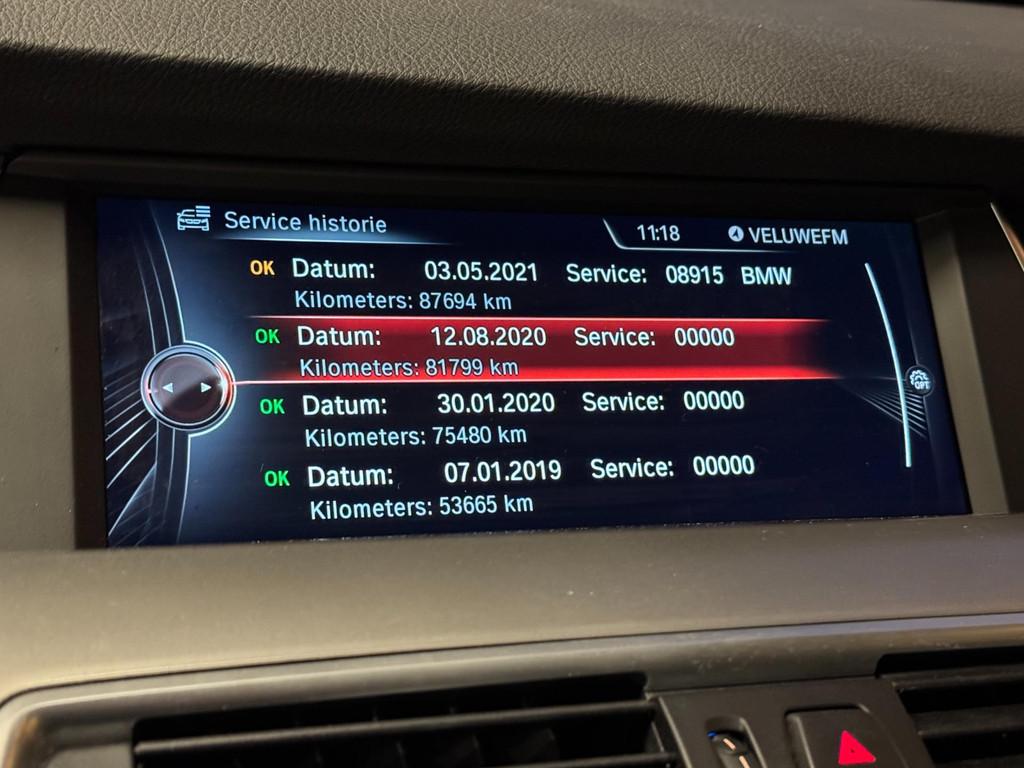 Service historie 11:18 VELUWEFM
OK Datum: 03.05.2021 Service: 08915 BMW
Kilometers: 87694 km
OK Datum: 12.08.2020 Service: 00000
Kilometers: 81799 km
OK Datum: 30.01.2020 Service: 00000
Kilometers: 75480 km
OK Datum: 07.01.2019 Service: 00000
Kilometers: 53665 km
OPT